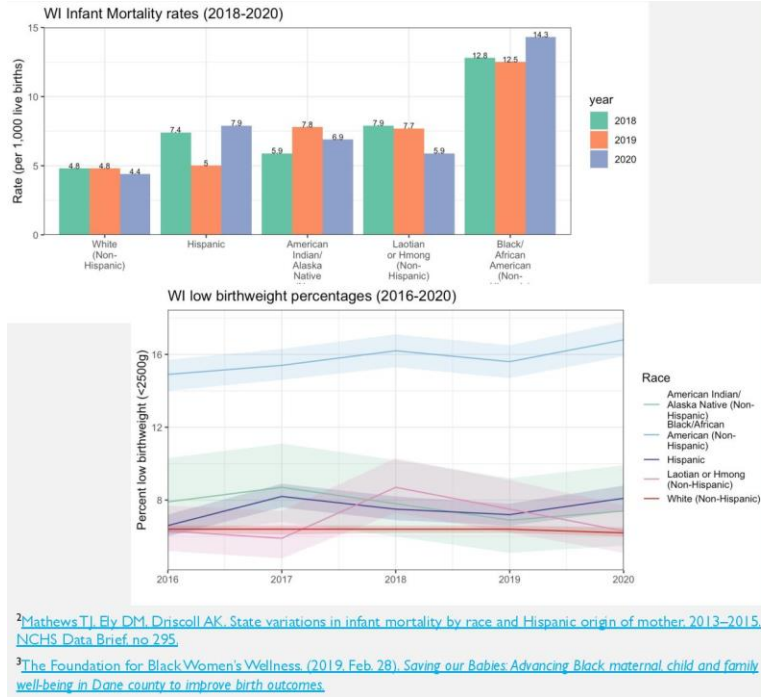 WI Infant Mortality rates (2018-2020)
Rate (per 1,000 live births)
15
10
5
0
4.8
4.8
4.4
7.4
5
7.9
5.9
7.8
6.9
7.9
7.7
5.9
12.8
12.5
14.3
White
(Non-
Hispanic)
Hispanic
American
Indian/
Alaska
Native
Laotian
or Hmong
(Non-
Hispanic)
Black/
African
American
(Non-
year
2018
2019
2020
WI low birthweight percentages (2016-2020)
Percent low birthweight (<2500g)
16
12
8
2016
2017
2018
2019
2020
Race
American Indian/
Alaska Native (Non-
Hispanic)
Black/African
American (Non-
Hispanic)
Hispanic
Laotian or Hmong
(Non-Hispanic)
White (Non-Hispanic)
2Mathews TJ, Ely DM, Driscoll AK. State variations in infant mortality by race and Hispanic origin of mother, 2013–2015.
NCHS Data Brief, no 295.
3The Foundation for Black Women's Wellness. (2019, Feb. 28). Saving our Babies: Advancing Black maternal, child and family
well-being in Dane county to improve birth outcomes.